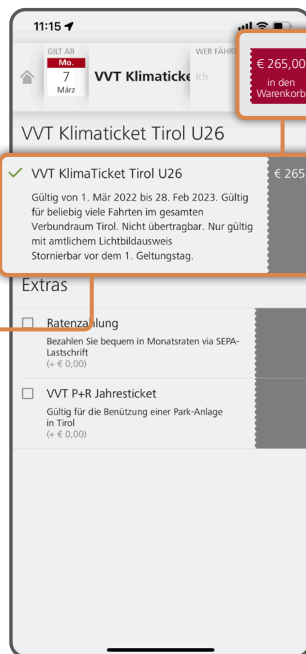 11:15
GILT AB
WER FÄHRT
Mo.
7
März
VVT Klimaticke
Ich
€ 265,00
in den
Warenkorb
VVT Klimaticket Tirol U26
VVT KlimaTicket Tirol U26
€ 265
Gültig von 1. Mär 2022 bis 28. Feb 2023. Gültig
für beliebig viele Fahrten im gesamten
Verbundraum Tirol. Nicht übertragbar. Nur gültig
mit amtlichem Lichtbildausweis
Stornierbar vor dem 1. Geltungstag.
Extras
Ratenzahlung
Bezahlen Sie bequem in Monatsraten via SEPA-
Lastschrift
(+ € 0,00)
VVT P+R Jahresticket
Gültig für die Benützung einer Park-Anlage
in Tirol
(+ € 0,00)